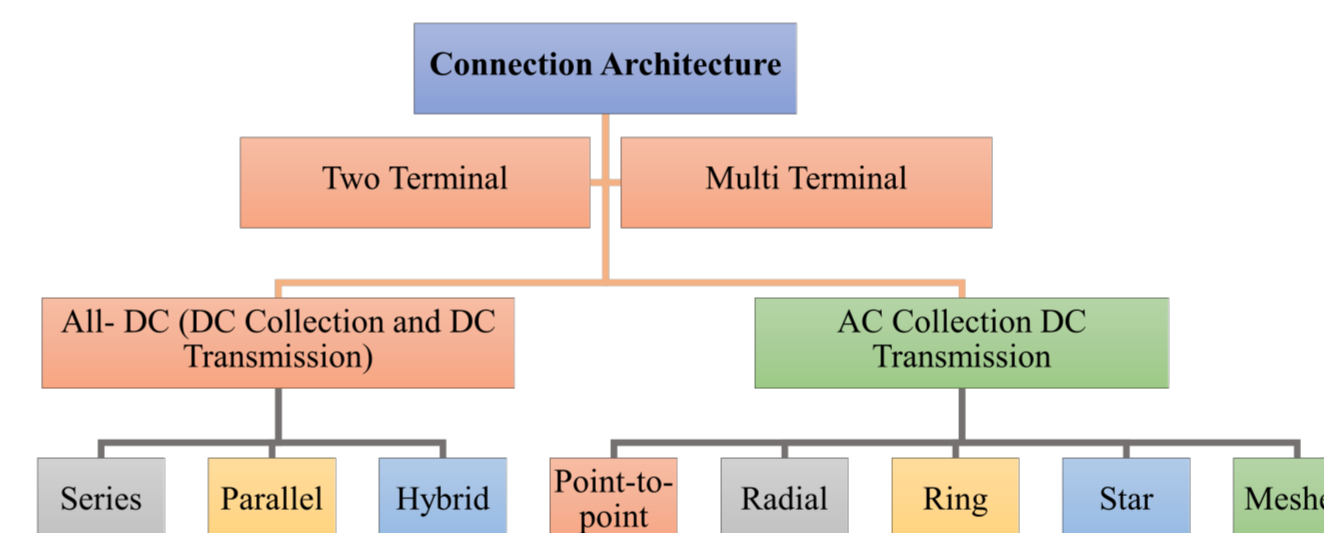 Connection Architecture
Two Terminal
Multi Terminal
All- DC (DC Collection and DC
Transmission)
AC Collection DC
Transmission
Series
Parallel
Hybrid
Point-to-
point
Radial
Ring
Star